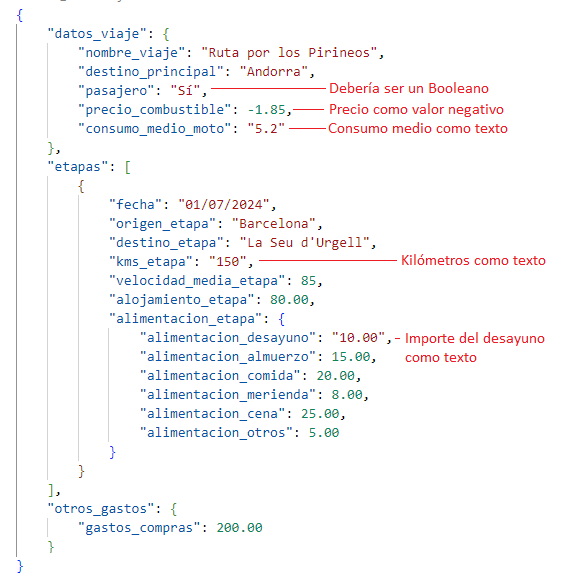 {
"datos_viaje": {
"nombre_viaje": "Ruta por los Pirineos",
"destino_principal": "Andorra",
"pasajero": "Sí", Debería ser un Booleano
"precio_combustible": -1.85, Precio como valor negativo
"consumo_medio_moto": "5.2" Consumo medio como texto
},
"etapas": [
{
"fecha": "01/07/2024",
"origen_etapa": "Barcelona",
"destino_etapa": "La Seu d'Urgell",
"kms_etapa": "150", Kilómetros como texto
"velocidad_media_etapa": 85,
"alojamiento_etapa": 80.00,
"alimentacion_etapa": {
"alimentacion_desayuno": "10.00", Importe del desayuno
"alimentacion_almuerzo": 15.00, como texto
"alimentacion_comida": 20.00,
"alimentacion_merienda": 8.00,
"alimentacion_cena": 25.00,
"alimentacion_otros": 5.00
}
}
],
"otros_gastos": {
"gastos_compras": 200.00
}
}